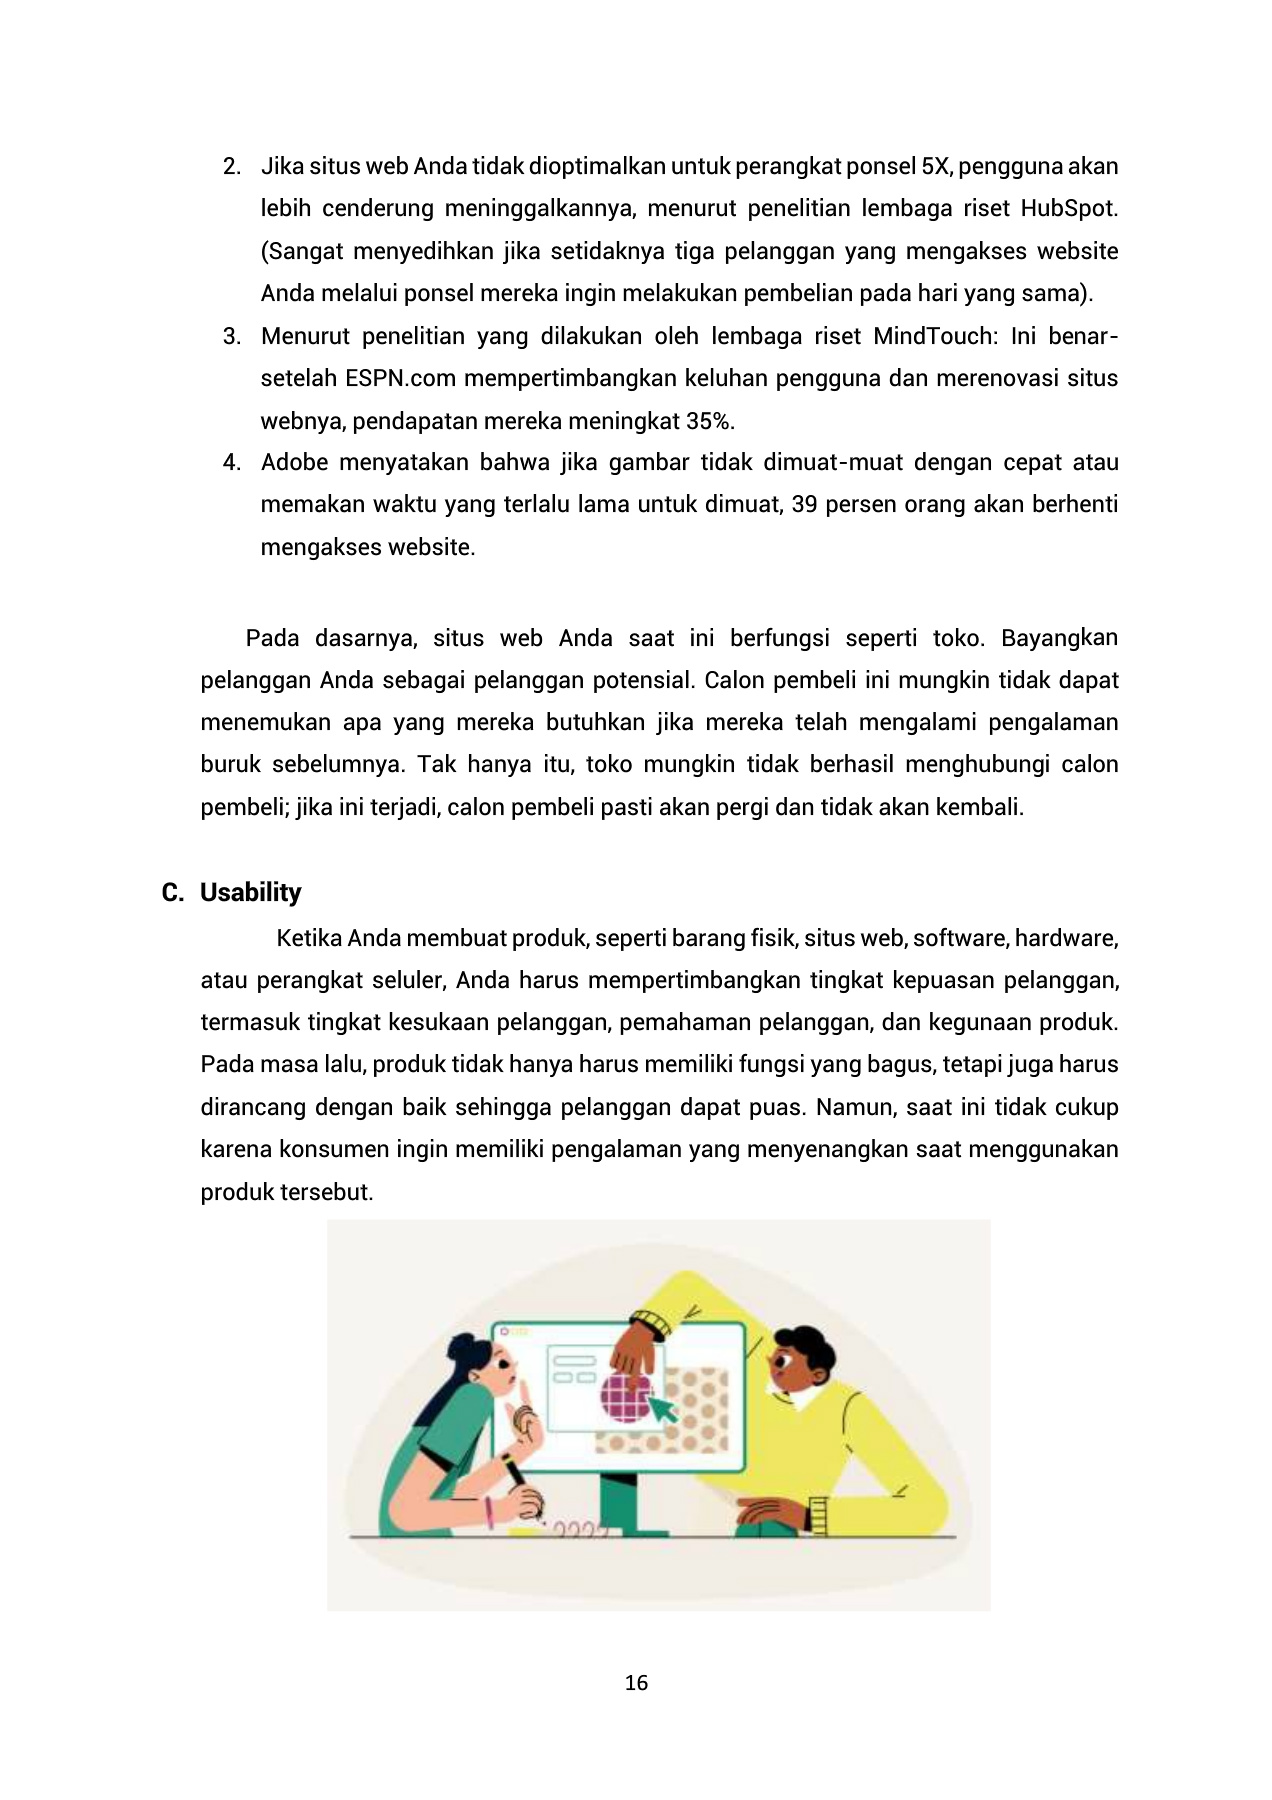 2. Jika situs web Anda tidak dioptimalkan untuk perangkat ponsel 5X, pengguna akan
lebih cenderung meninggalkannya, menurut penelitian lembaga riset HubSpot.
(Sangat menyedihkan jika setidaknya tiga pelanggan yang mengakses website
Anda melalui ponsel mereka ingin melakukan pembelian pada hari yang sama).
3. Menurut penelitian yang dilakukan oleh lembaga riset MindTouch: Ini benar-
setelah ESPN.com mempertimbangkan keluhan pengguna dan merenovasi situs
webnya, pendapatan mereka meningkat 35%.
4. Adobe menyatakan bahwa jika gambar tidak dimuat-muat dengan cepat atau
memakan waktu yang terlalu lama untuk dimuat, 39 persen orang akan berhenti
mengakses website.
Pada dasarnya, situs web Anda saat ini berfungsi seperti toko. Bayangkan
pelanggan Anda sebagai pelanggan potensial. Calon pembeli ini mungkin tidak dapat
menemukan apa yang mereka butuhkan jika mereka telah mengalami pengalaman
buruk sebelumnya. Tak hanya itu, toko mungkin tidak berhasil menghubungi calon
pembeli; jika ini terjadi, calon pembeli pasti akan pergi dan tidak akan kembali.
C. Usability
Ketika Anda membuat produk, seperti barang fisik, situs web, software, hardware,
atau perangkat seluler, Anda harus mempertimbangkan tingkat kepuasan pelanggan,
termasuk tingkat kesukaan pelanggan, pemahaman pelanggan, dan kegunaan produk.
Pada masa lalu, produk tidak hanya harus memiliki fungsi yang bagus, tetapi juga harus
dirancang dengan baik sehingga pelanggan dapat puas. Namun, saat ini tidak cukup
karena konsumen ingin memiliki pengalaman yang menyenangkan saat menggunakan
produk tersebut.
16